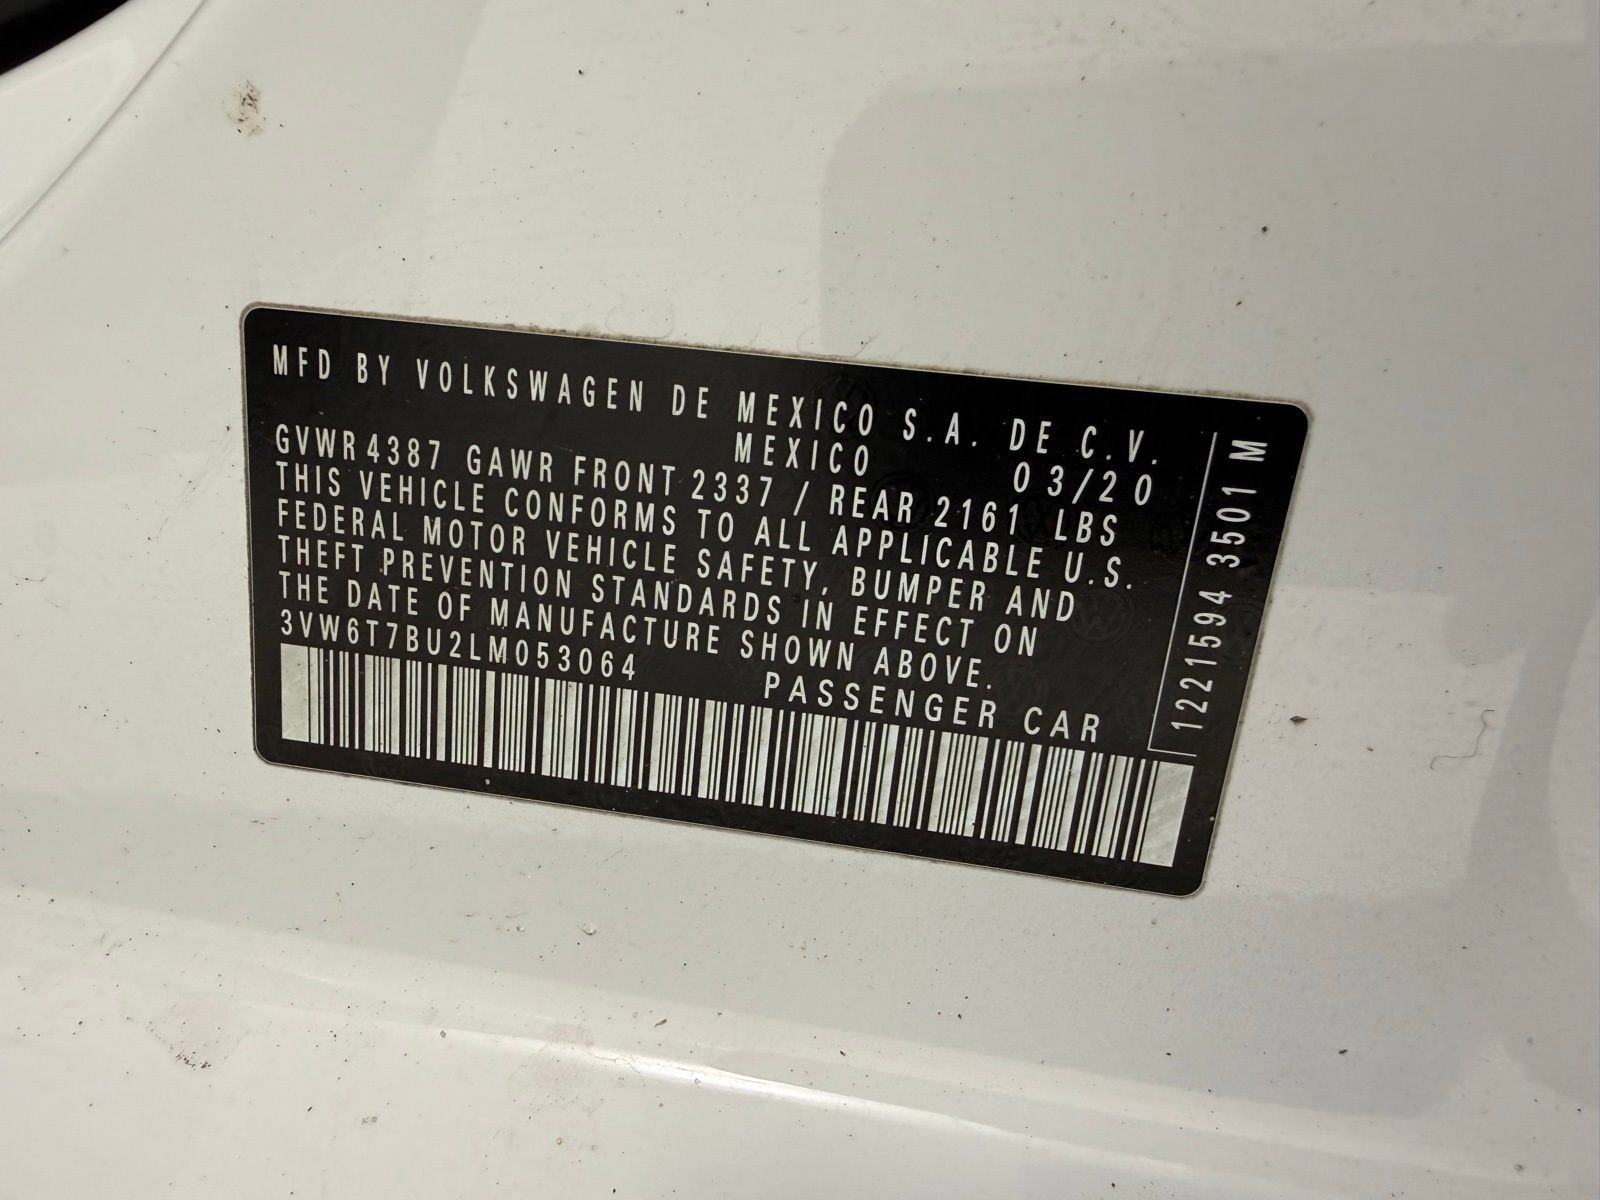 MFD BY VOLKSWAGEN DE MEXICO S.A. DE C.V.
MEXICO 03/20
GVWR 4387 GAWR FRONT 2337 / REAR 2161 LBS
THIS VEHICLE CONFORMS TO ALL APPLICABLE U.S.
FEDERAL MOTOR VEHICLE SAFETY, BUMPER AND
THEFT PREVENTION STANDARDS IN EFFECT ON
THE DATE OF MANUFACTURE SHOWN ABOVE.
3VW6T7BU2LM053064
PASSENGER CAR
1221594 3501 M